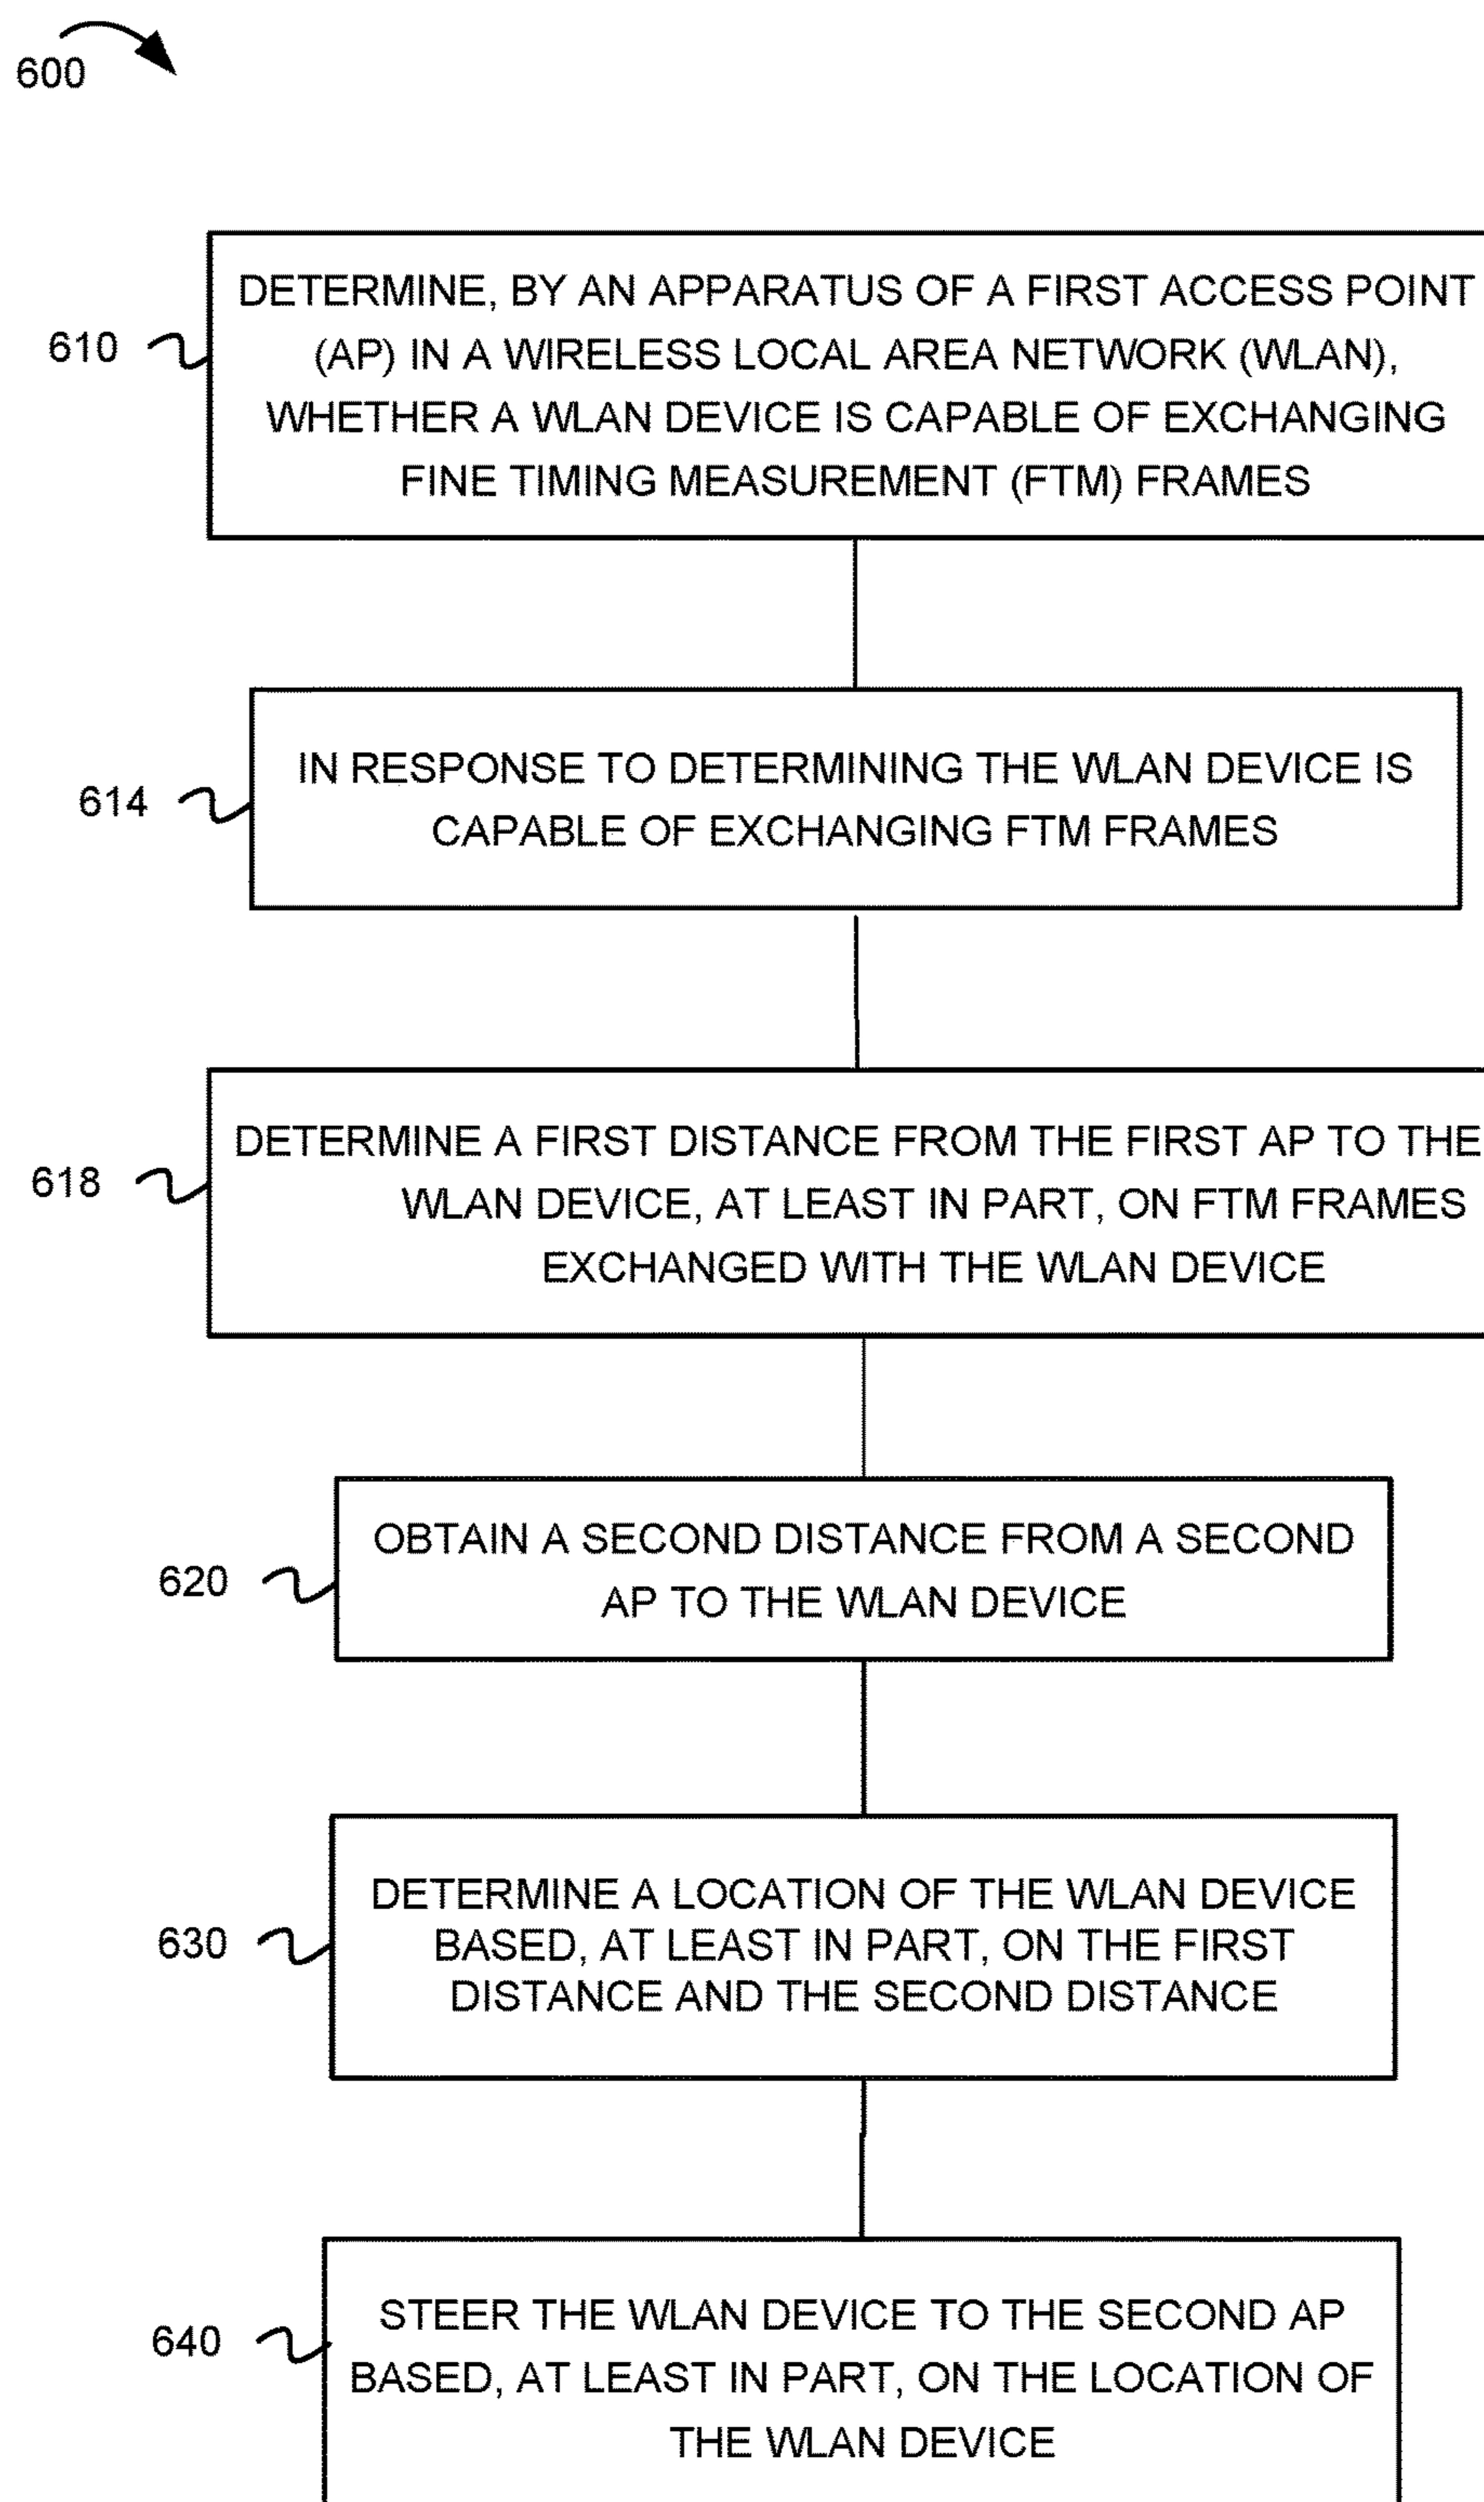 600
610
DETERMINE, BY AN APPARATUS OF A FIRST ACCESS POINT
(AP) IN A WIRELESS LOCAL AREA NETWORK (WLAN),
WHETHER A WLAN DEVICE IS CAPABLE OF EXCHANGING
FINE TIMING MEASUREMENT (FTM) FRAMES
614
IN RESPONSE TO DETERMINING THE WLAN DEVICE IS
CAPABLE OF EXCHANGING FTM FRAMES
618
DETERMINE A FIRST DISTANCE FROM THE FIRST AP TO THE
WLAN DEVICE, AT LEAST IN PART, ON FTM FRAMES
EXCHANGED WITH THE WLAN DEVICE
620
OBTAIN A SECOND DISTANCE FROM A SECOND
AP TO THE WLAN DEVICE
630
DETERMINE A LOCATION OF THE WLAN DEVICE
BASED, AT LEAST IN PART, ON THE FIRST
DISTANCE AND THE SECOND DISTANCE
640
STEER THE WLAN DEVICE TO THE SECOND AP
BASED, AT LEAST IN PART, ON THE LOCATION OF
THE WLAN DEVICE